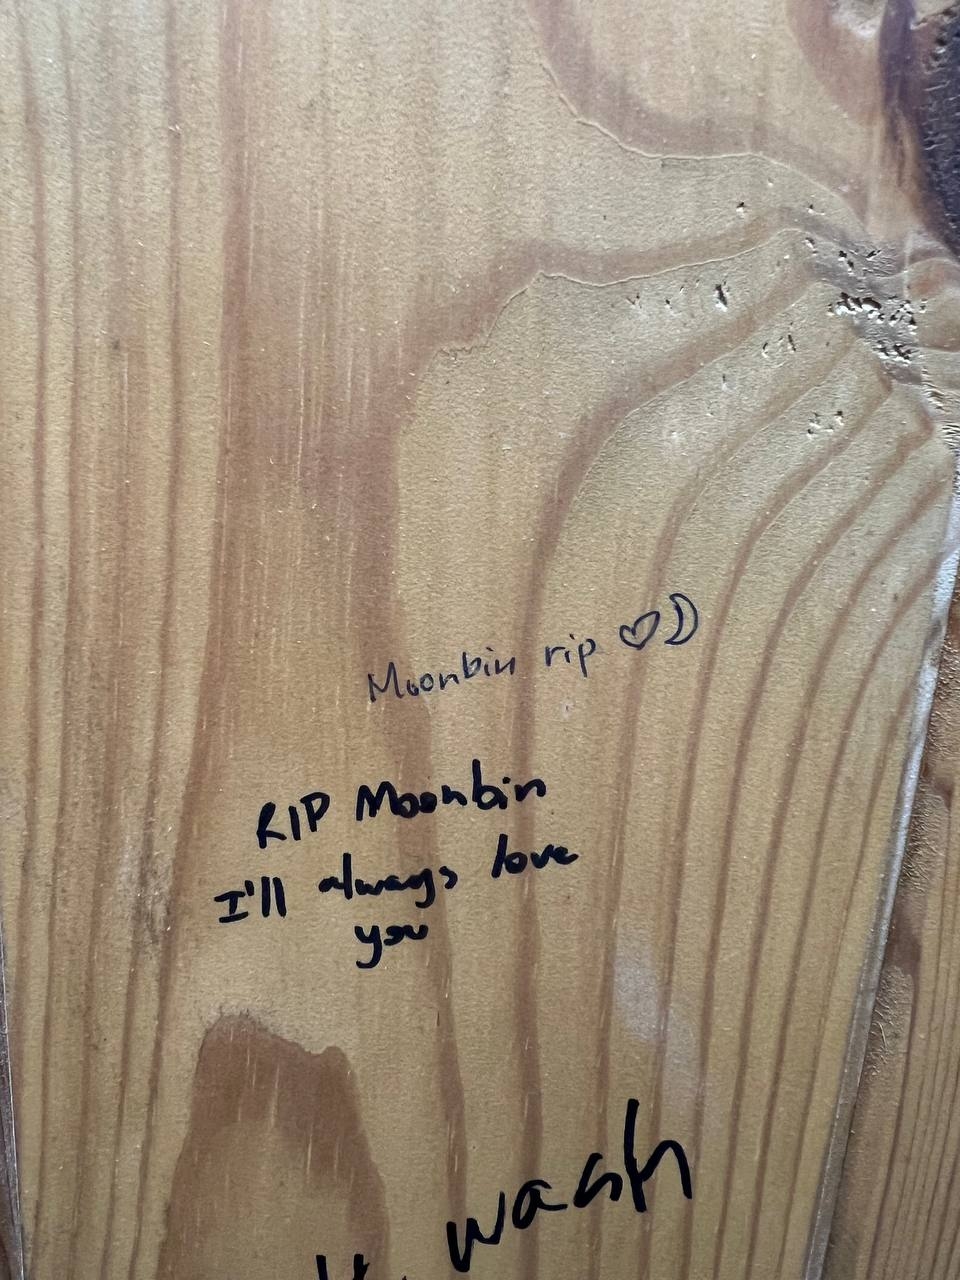 Moonbin rip ♡☽
RIP Moonbin
I'll always love
you
wash